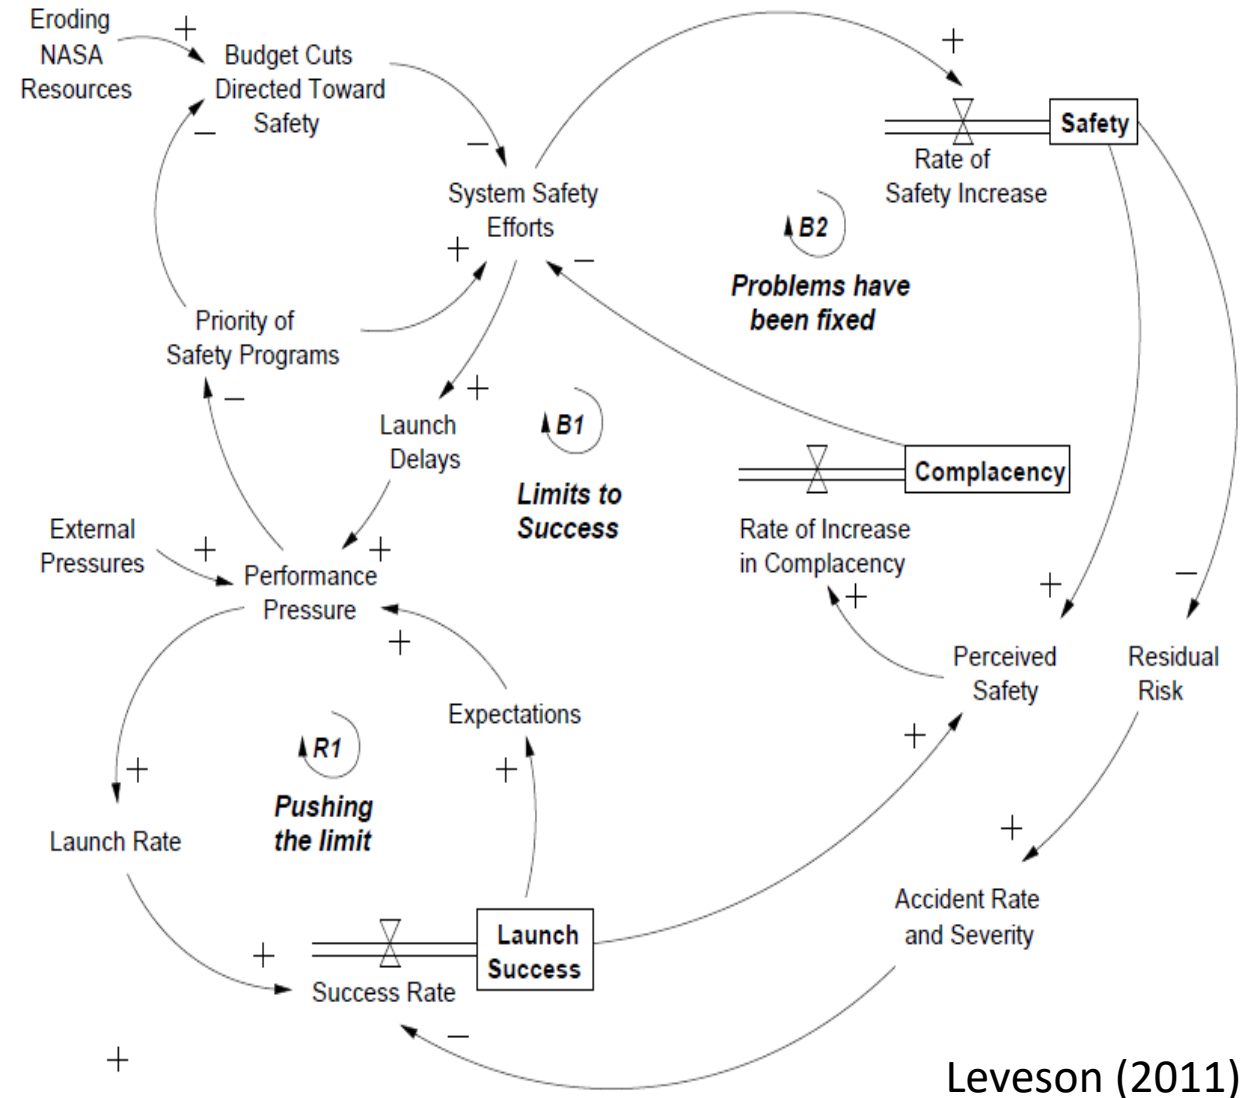 Eroding
NASA
Resources
+
Budget Cuts
Directed Toward
Safety
−
−
+
Safety
Rate of
Safety Increase
System Safety
Efforts
+
−
B2
Problems have
been fixed
Priority of
Safety Programs
−
+
Launch
Delays
B1
Limits to
Success
Complacency
Rate of Increase
in Complacency
+
External
Pressures
+
+
Performance
Pressure
+
+
−
Perceived
Safety
Residual
Risk
Expectations
+
+
R1
Pushing
the limit
+
Launch Rate
+
Accident Rate
and Severity
Launch
Success
+
Success Rate
−
+
Leveson (2011)